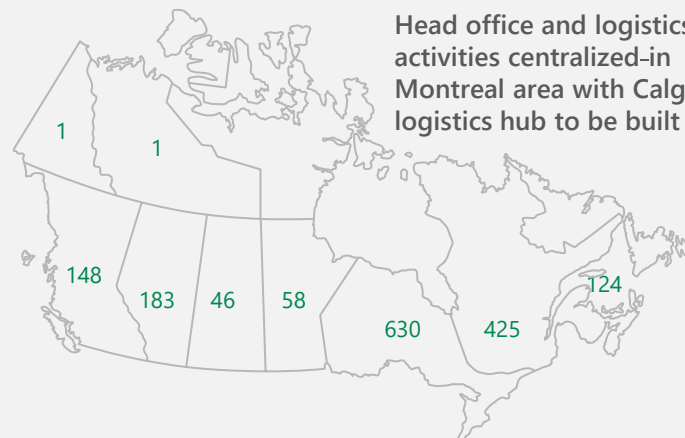 Head office and logistics
activities centralized-in
Montreal area with Calg
logistics hub to be built
1
1
148
183
46
58
630
425
124